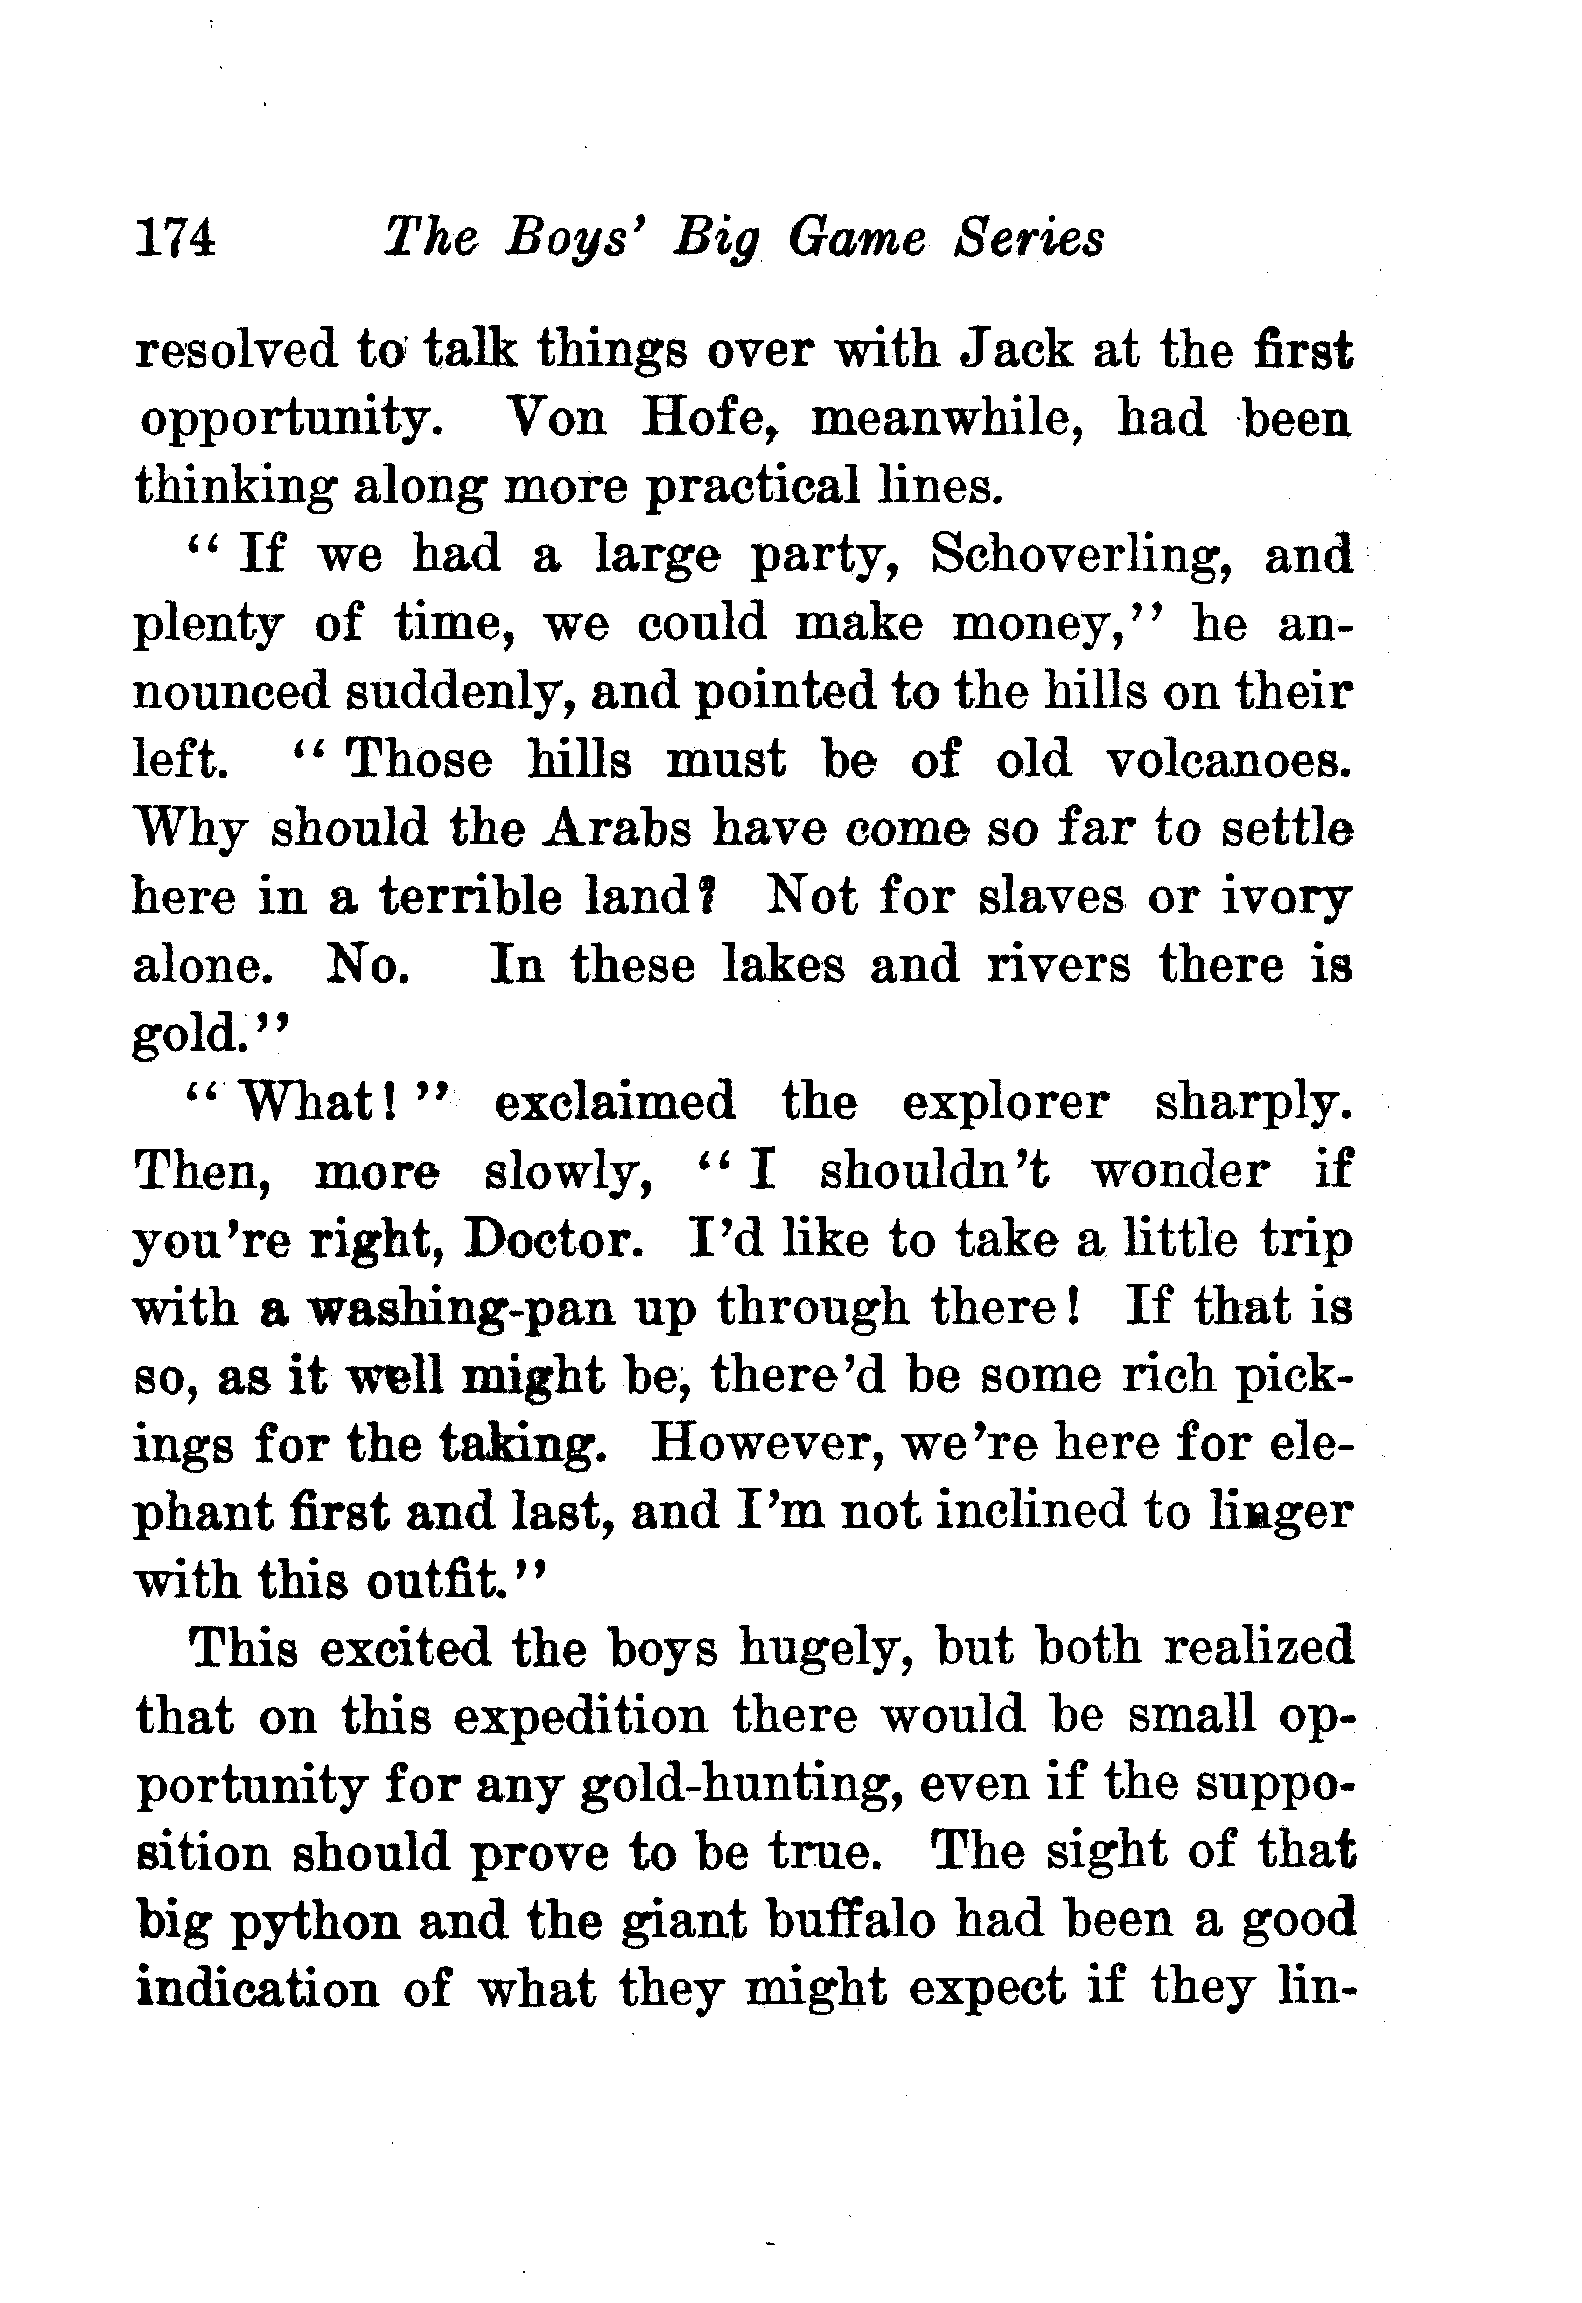 174 The Boys' Big Game Series
resolved to talk things over with Jack at the first
opportunity. Von Hofe, meanwhile, had been
thinking along more practical lines.
" If we had a large party, Schoverling, and
plenty of time, we could make money," he an-
nounced suddenly, and pointed to the hills on their
left. " Those hills must be of old volcanoes.
Why should the Arabs have come so far to settle
here in a terrible land? Not for slaves or ivory
alone. No. In these lakes and rivers there is
gold."
" What! " exclaimed the explorer sharply.
Then, more slowly, " I shouldn't wonder if
you're right, Doctor. I'd like to take a little trip
with a washing-pan up through there! If that is
so, as it well might be, there'd be some rich pick-
ings for the taking. However, we're here for ele-
phant first and last, and I'm not inclined to linger
with this outfit."
This excited the boys hugely, but both realized
that on this expedition there would be small op-
portunity for any gold-hunting, even if the suppo-
sition should prove to be true. The sight of that
big python and the giant buffalo had been a good
indication of what they might expect if they lin-